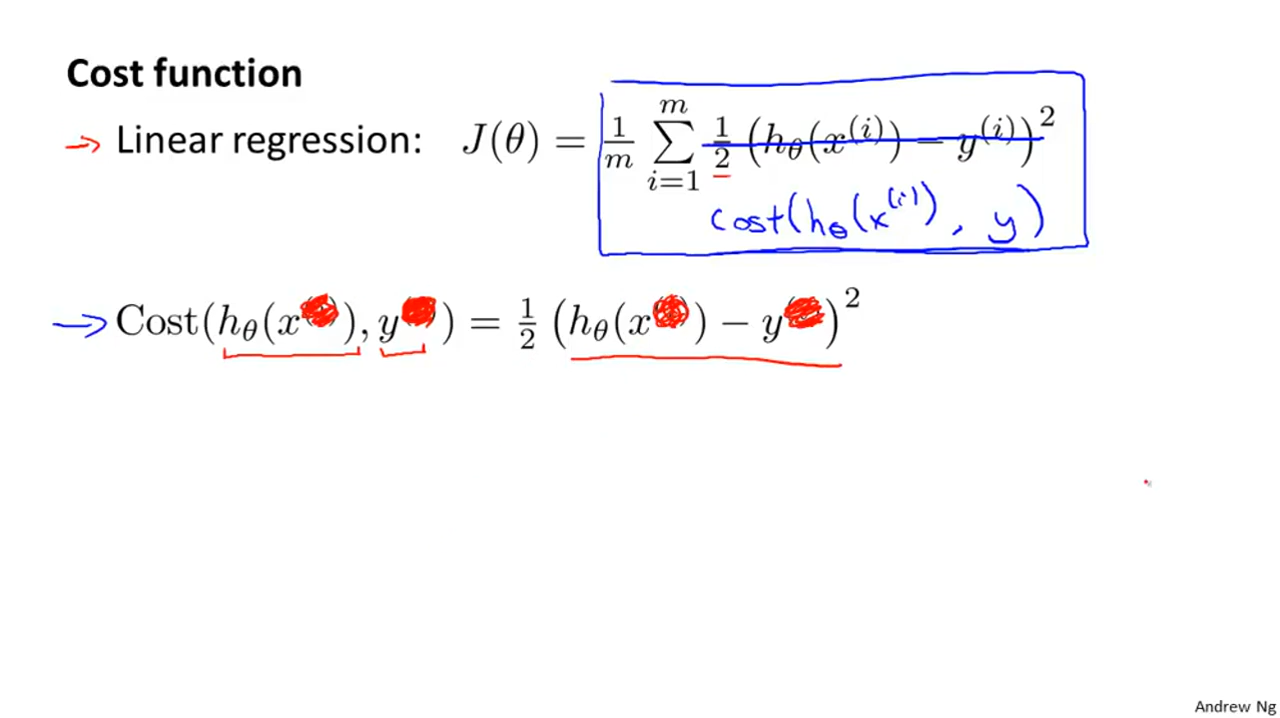 Cost function
→ Linear regression: J(θ) = 1/m ∑_{i=1}^{m} 1/2 (h_θ(x^{(i)}) − y^{(i)})^2
cost(h_θ(x^{(i)}), y)
→ Cost(h_θ(x), y) = 1/2 (h_θ(x) − y)^2
Andrew Ng